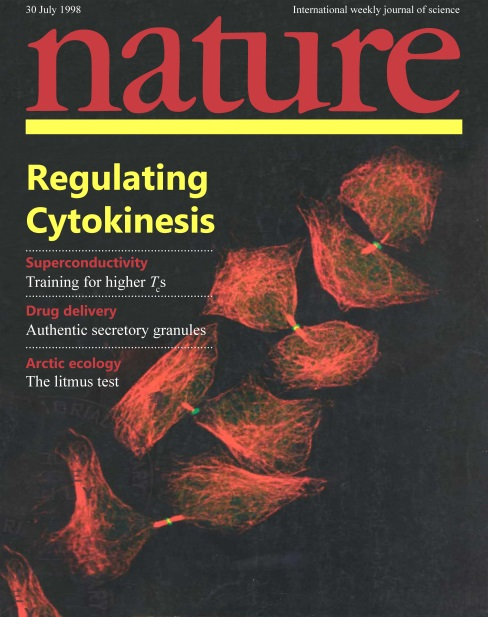 30 July 1998
International weekly journal of science
nature
Regulating
Cytokinesis
Superconductivity
Training for higher Tcs
Drug delivery
Authentic secretory granules
Arctic ecology
The litmus test